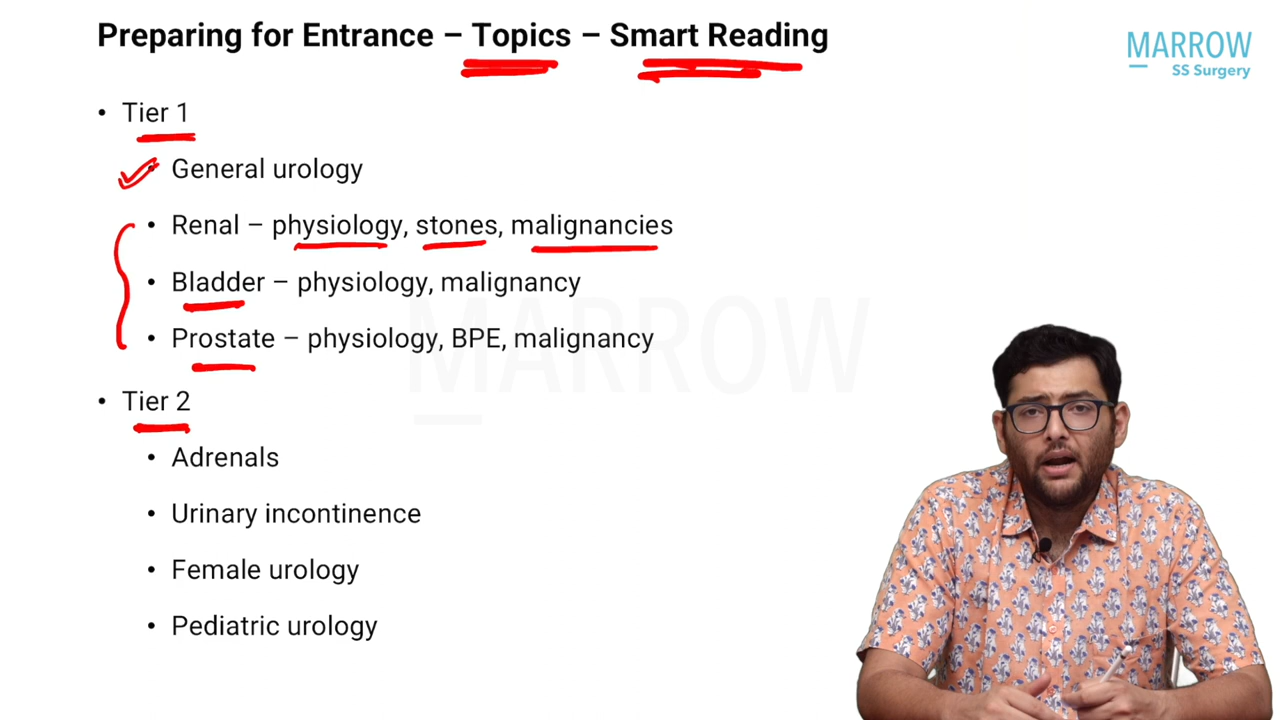 Preparing for Entrance – Topics – Smart Reading
MARROW
SS Surgery
• Tier 1
• General urology
• Renal – physiology, stones, malignancies
• Bladder – physiology, malignancy
• Prostate – physiology, BPE, malignancy
MARROW
• Tier 2
• Adrenals
• Urinary incontinence
• Female urology
• Pediatric urology